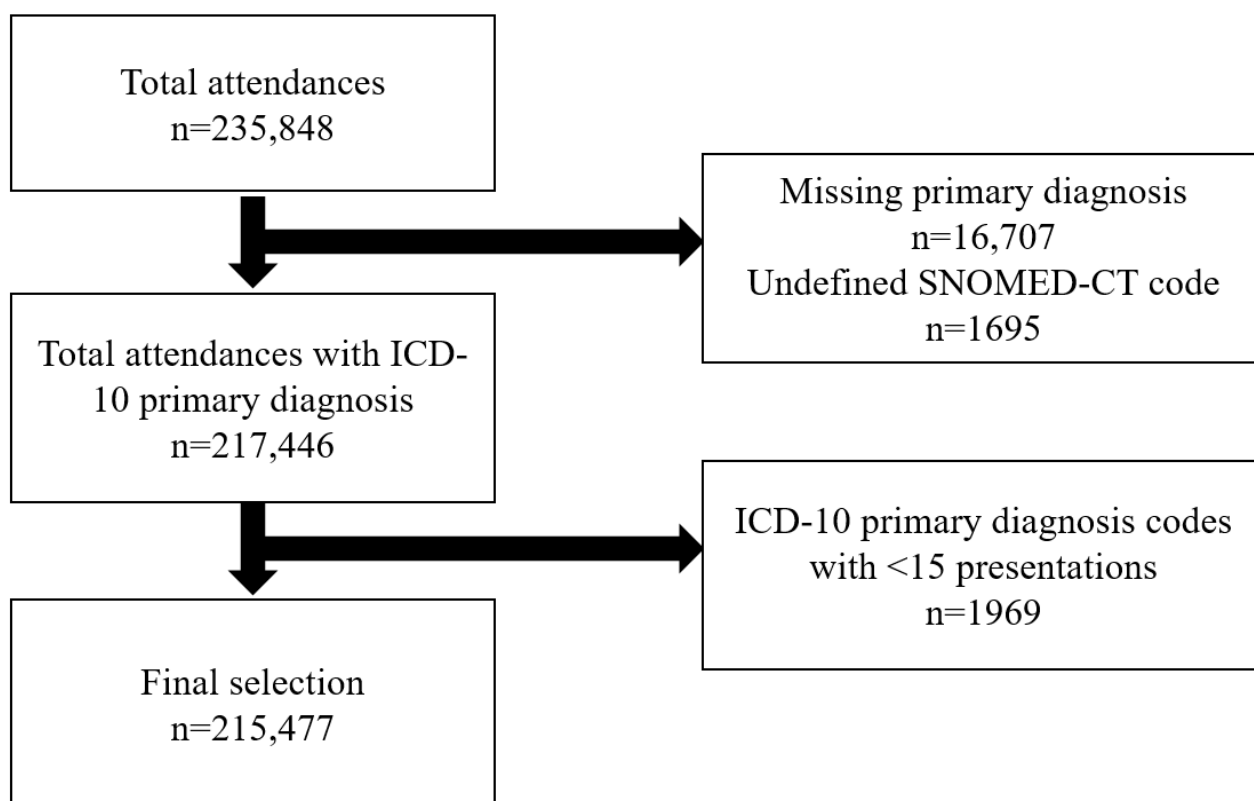 Total attendances
n=235,848
Missing primary diagnosis
n=16,707
Undefined SNOMED-CT code
n=1695
Total attendances with ICD-
10 primary diagnosis
n=217,446
ICD-10 primary diagnosis codes
with <15 presentations
n=1969
Final selection
n=215,477